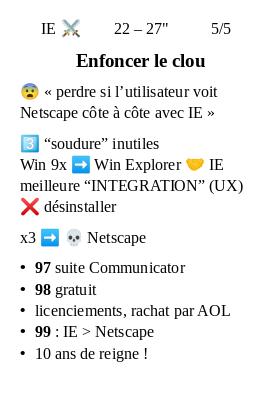 IE ⚔️ 22 – 27" 5/5
Enfoncer le clou
😨 « perdre si l’utilisateur voit
Netscape côte à côte avec IE »
3️⃣ “soudure” inutiles
Win 9x ➡️ Win Explorer 🤝 IE
meilleure “INTEGRATION” (UX)
❌ désinstaller
x3 ➡️ 💀 Netscape
• 97 suite Communicator
• 98 gratuit
• licenciements, rachat par AOL
• 99 : IE > Netscape
• 10 ans de reigne !